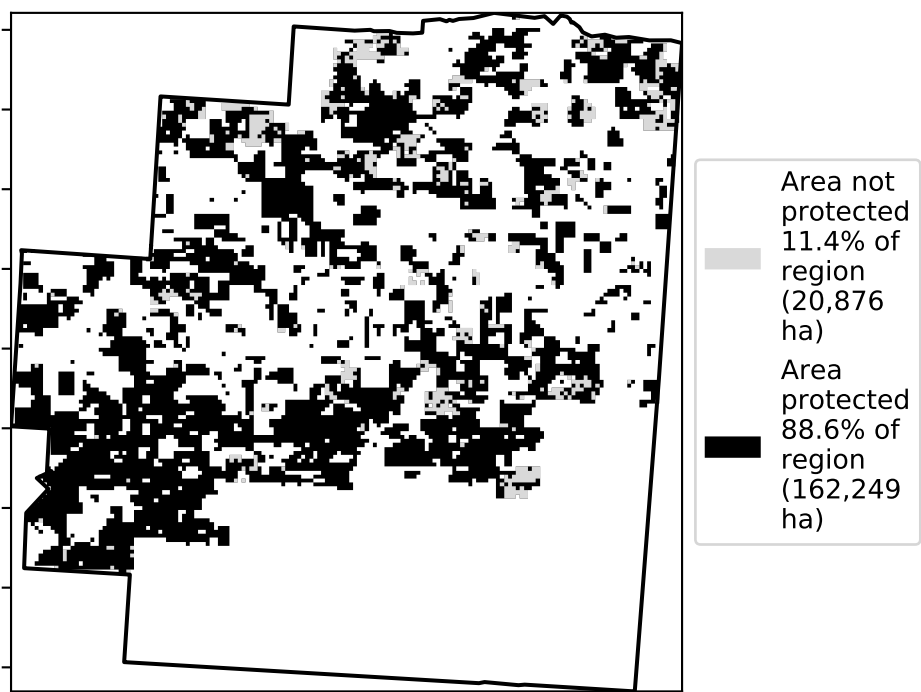 Area not
protected
11.4% of
region
(20,876
ha)
Area
protected
88.6% of
region
(162,249
ha)